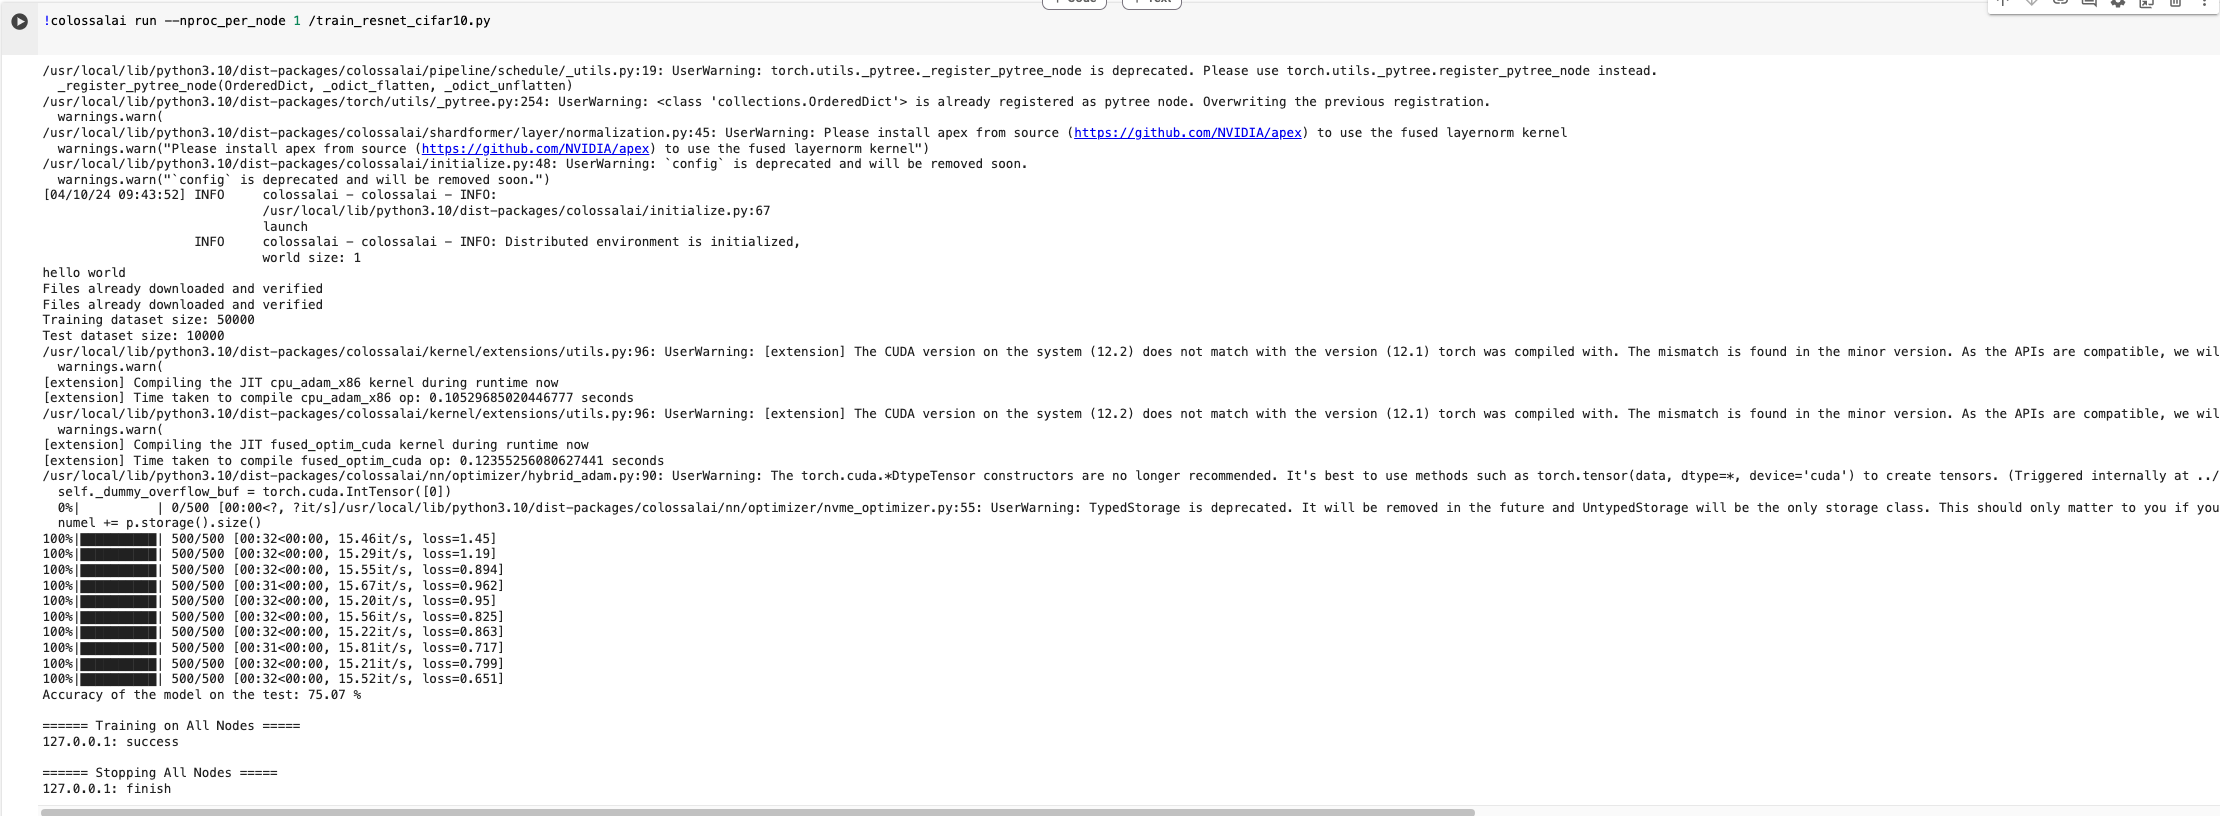 !colossalai run --nproc_per_node 1 /train_resnet_cifar10.py
/usr/local/lib/python3.10/dist-packages/colossalai/pipeline/schedule/_utils.py:19: UserWarning: torch.utils._pytree._register_pytree_node is deprecated. Please use torch.utils._pytree.register_pytree_node instead.
  _register_pytree_node(OrderedDict, _odict_flatten, _odict_unflatten)
/usr/local/lib/python3.10/dist-packages/torch/utils/_pytree.py:254: UserWarning: <class 'collections.OrderedDict'> is already registered as pytree node. Overwriting the previous registration.
  warnings.warn(
/usr/local/lib/python3.10/dist-packages/colossalai/shardformer/layer/normalization.py:45: UserWarning: Please install apex from source (https://github.com/NVIDIA/apex) to use the fused layernorm kernel
  warnings.warn("Please install apex from source (https://github.com/NVIDIA/apex) to use the fused layernorm kernel")
/usr/local/lib/python3.10/dist-packages/colossalai/initialize.py:48: UserWarning: `config` is deprecated and will be removed soon.
  warnings.warn("`config` is deprecated and will be removed soon.")
[04/10/24 09:43:52] INFO     colossalai - colossalai - INFO:
                             /usr/local/lib/python3.10/dist-packages/colossalai/initialize.py:67
                             launch
                    INFO     colossalai - colossalai - INFO: Distributed environment is initialized,
                             world size: 1
hello world
Files already downloaded and verified
Files already downloaded and verified
Training dataset size: 50000
Test dataset size: 10000
/usr/local/lib/python3.10/dist-packages/colossalai/kernel/extensions/utils.py:96: UserWarning: [extension] The CUDA version on the system (12.2) does not match with the version (12.1) torch was compiled with. The mismatch is found in the minor version. As the APIs are compatible, we wil
  warnings.warn(
[extension] Compiling the JIT cpu_adam_x86 kernel during runtime now
[extension] Time taken to compile cpu_adam_x86 op: 0.10529685020446777 seconds
/usr/local/lib/python3.10/dist-packages/colossalai/kernel/extensions/utils.py:96: UserWarning: [extension] The CUDA version on the system (12.2) does not match with the version (12.1) torch was compiled with. The mismatch is found in the minor version. As the APIs are compatible, we wil
  warnings.warn(
[extension] Compiling the JIT fused_optim_cuda kernel during runtime now
[extension] Time taken to compile fused_optim_cuda op: 0.12355256080627441 seconds
/usr/local/lib/python3.10/dist-packages/colossalai/nn/optimizer/hybrid_adam.py:90: UserWarning: The torch.cuda.*DtypeTensor constructors are no longer recommended. It's best to use methods such as torch.tensor(data, dtype=*, device='cuda') to create tensors. (Triggered internally at ../
  self._dummy_overflow_buf = torch.cuda.IntTensor([0])
  0%|          | 0/500 [00:00<?, ?it/s]/usr/local/lib/python3.10/dist-packages/colossalai/nn/optimizer/nvme_optimizer.py:55: UserWarning: TypedStorage is deprecated. It will be removed in the future and UntypedStorage will be the only storage class. This should only matter to you if you
  numel += p.storage().size()
100%|██████████| 500/500 [00:32<00:00, 15.46it/s, loss=1.45]
100%|██████████| 500/500 [00:32<00:00, 15.29it/s, loss=1.19]
100%|██████████| 500/500 [00:32<00:00, 15.55it/s, loss=0.894]
100%|██████████| 500/500 [00:31<00:00, 15.67it/s, loss=0.962]
100%|██████████| 500/500 [00:32<00:00, 15.20it/s, loss=0.95]
100%|██████████| 500/500 [00:32<00:00, 15.56it/s, loss=0.825]
100%|██████████| 500/500 [00:32<00:00, 15.22it/s, loss=0.863]
100%|██████████| 500/500 [00:31<00:00, 15.81it/s, loss=0.717]
100%|██████████| 500/500 [00:32<00:00, 15.21it/s, loss=0.799]
100%|██████████| 500/500 [00:32<00:00, 15.52it/s, loss=0.651]
Accuracy of the model on the test: 75.07 %
====== Training on All Nodes =====
127.0.0.1: success
====== Stopping All Nodes =====
127.0.0.1: finish